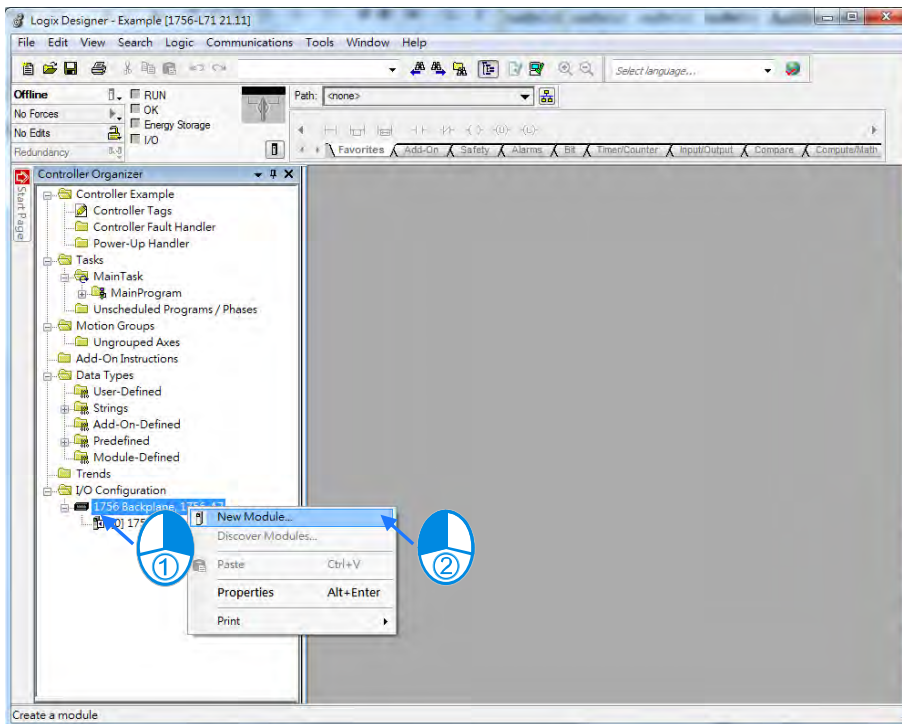 Logix Designer - Example [1756-L71 21.11]
File Edit View Search Logic Communications Tools Window Help
Select language...
Offline RUN Path: <none>
No Forces OK
Energy Storage
No Edits I/O
Redundancy Favorites Add-On Safety Alarms Bit Timer/Counter Input/Output Compare Compute/Math
Start Page
Controller Organizer
Controller Example
Controller Tags
Controller Fault Handler
Power-Up Handler
Tasks
MainTask
MainProgram
Unscheduled Programs / Phases
Motion Groups
Ungrouped Axes
Add-On Instructions
Data Types
User-Defined
Strings
Add-On-Defined
Predefined
Module-Defined
Trends
I/O Configuration
1756 Backplane,
New Module...
Discover Modules...
Paste Ctrl+V
Properties Alt+Enter
Print
1
2
Create a module